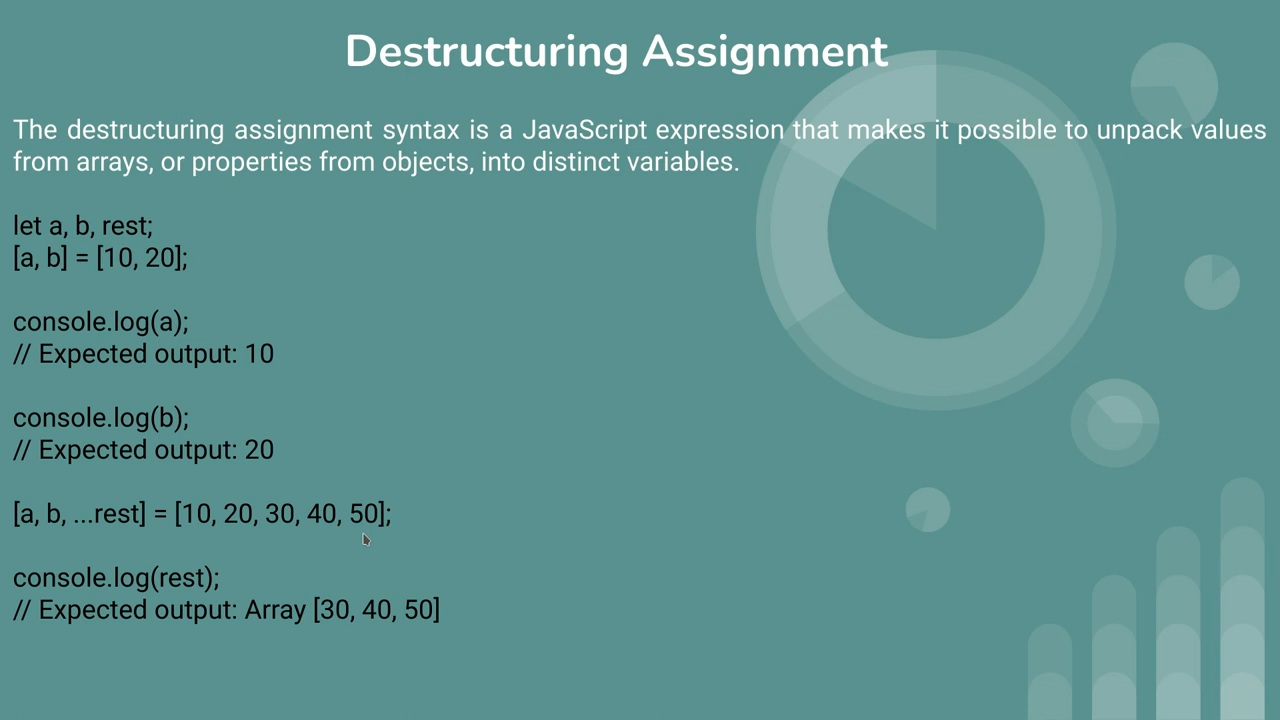 Destructuring Assignment
The destructuring assignment syntax is a JavaScript expression that makes it possible to unpack values
from arrays, or properties from objects, into distinct variables.
let a, b, rest;
[a, b] = [10, 20];
console.log(a);
// Expected output: 10
console.log(b);
// Expected output: 20
[a, b, ...rest] = [10, 20, 30, 40, 50];
console.log(rest);
// Expected output: Array [30, 40, 50]